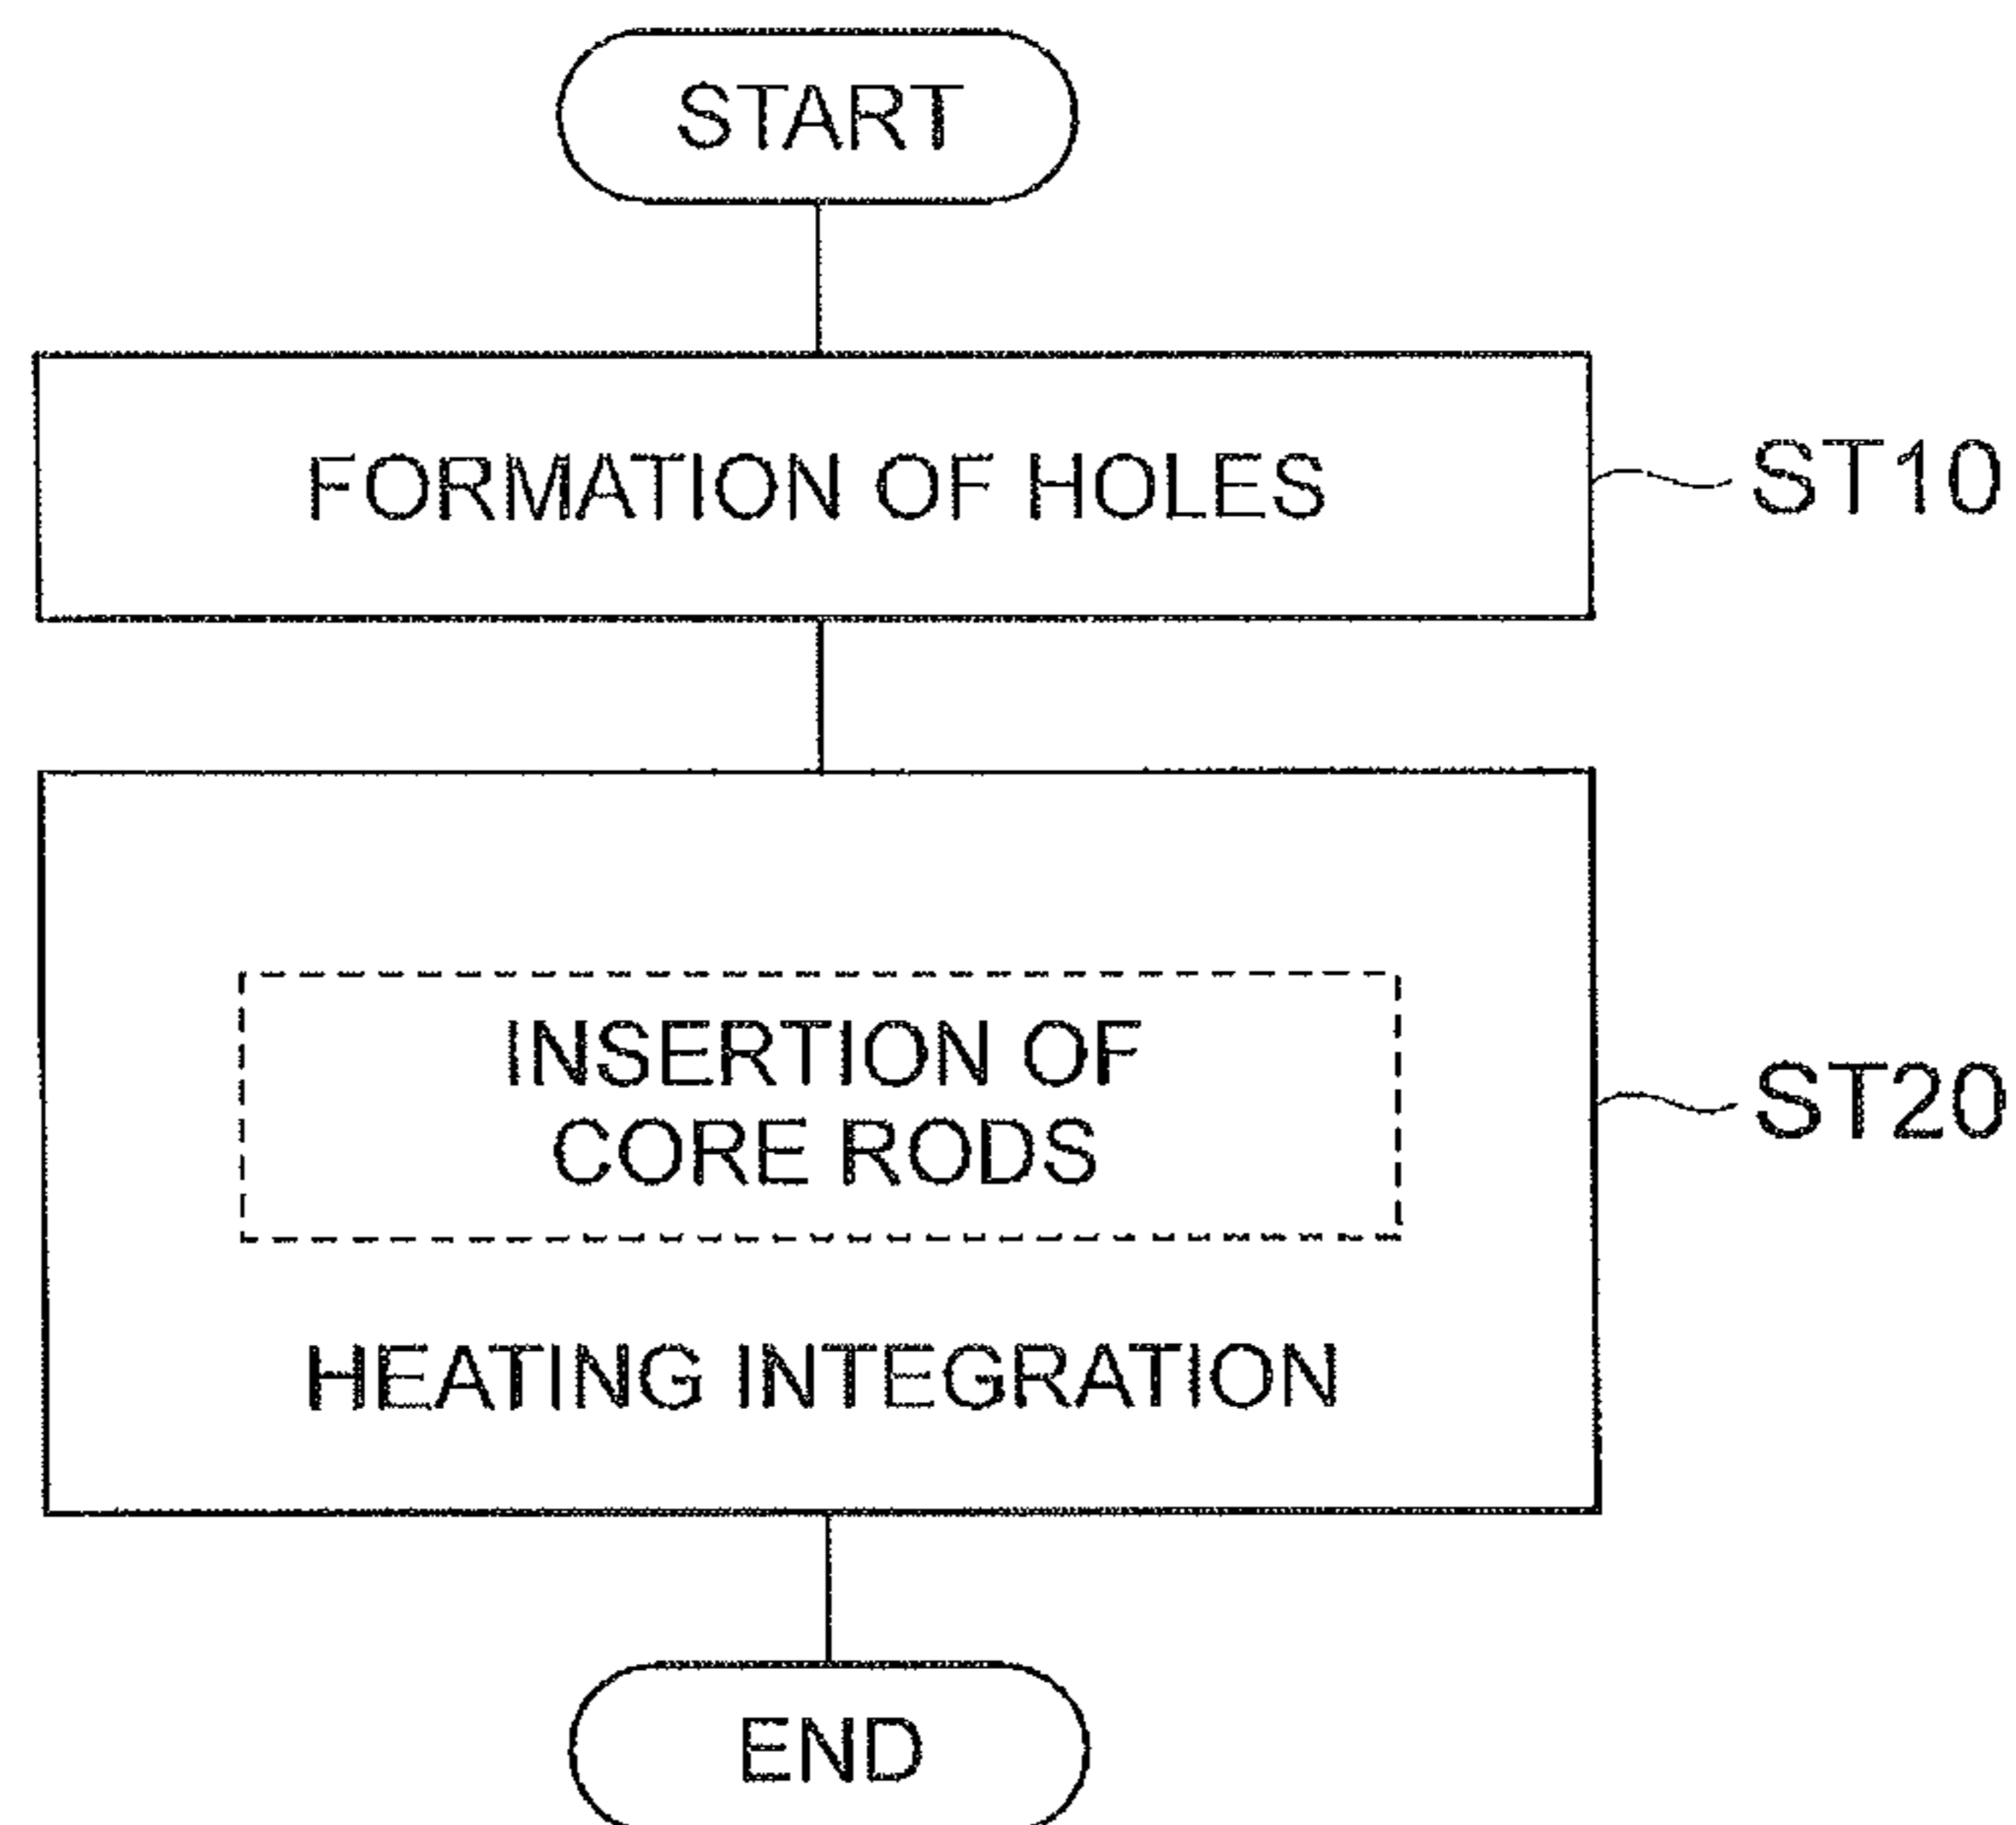 START
FORMATION OF HOLES
ST10
INSERTION OF
CORE RODS
ST20
HEATING INTEGRATION
END